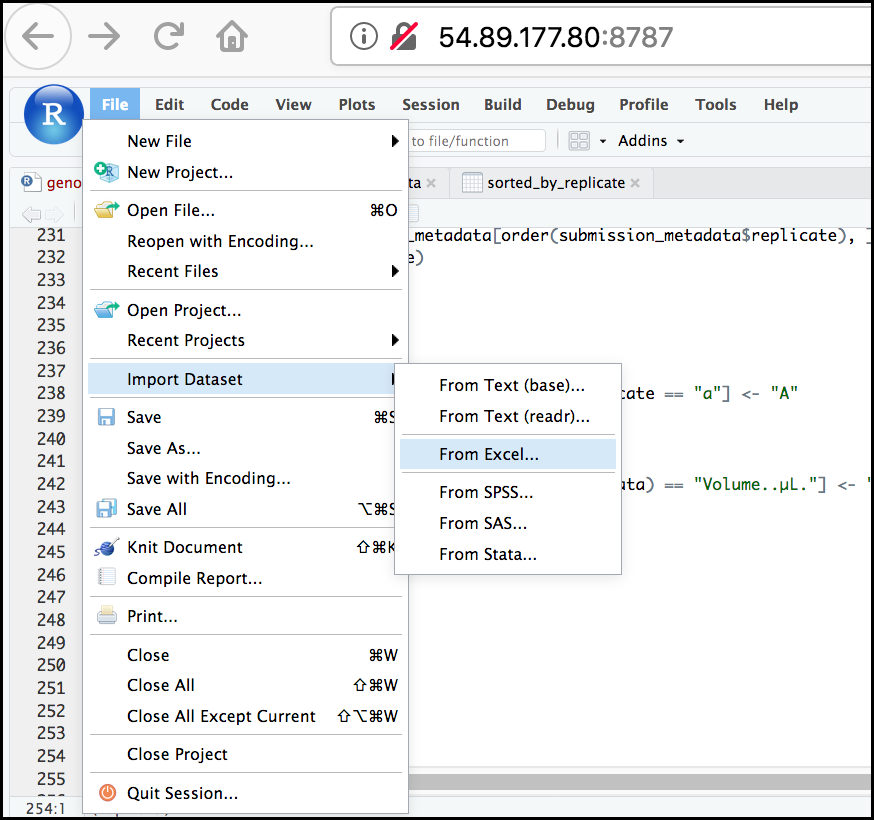 54.89.177.80:8787
R File Edit Code View Plots Session Build Debug Profile Tools Help
to file/function Addins
geno ta sorted_by_replicate
New File
New Project...
Open File... ⌘O
Reopen with Encoding...
Recent Files
Open Project...
Recent Projects
Import Dataset
Save ⌘S
Save As...
Save with Encoding...
Save All ⌥⌘S
Knit Document ⇧⌘K
Compile Report...
Print...
Close ⌘W
Close All ⇧⌘W
Close All Except Current ⇧⌥⌘W
Close Project
Quit Session...
From Text (base)...
From Text (readr)...
From Excel...
From SPSS...
From SAS...
From Stata...
231 _metadata[order(submission_metadata$replicate), ]
232 e)
233
234
235
236
237
238 cate == "a"] <- "A"
239
240
241
242 ata) == "Volume..µL."] <- "
243
244
245
246
247
248
249
250
251
252
253
254
255
254:1